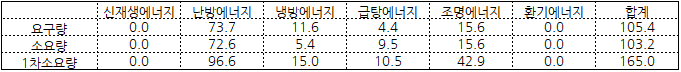 신재생에너지 난방에너지 냉방에너지 급탕에너지 조명에너지 환기에너지 합계
요구량 0.0 73.7 11.6 4.4 15.6 0.0 105.4
소요량 0.0 72.6 5.4 9.5 15.6 0.0 103.2
1차소요량 0.0 96.6 15.0 10.5 42.9 0.0 165.0